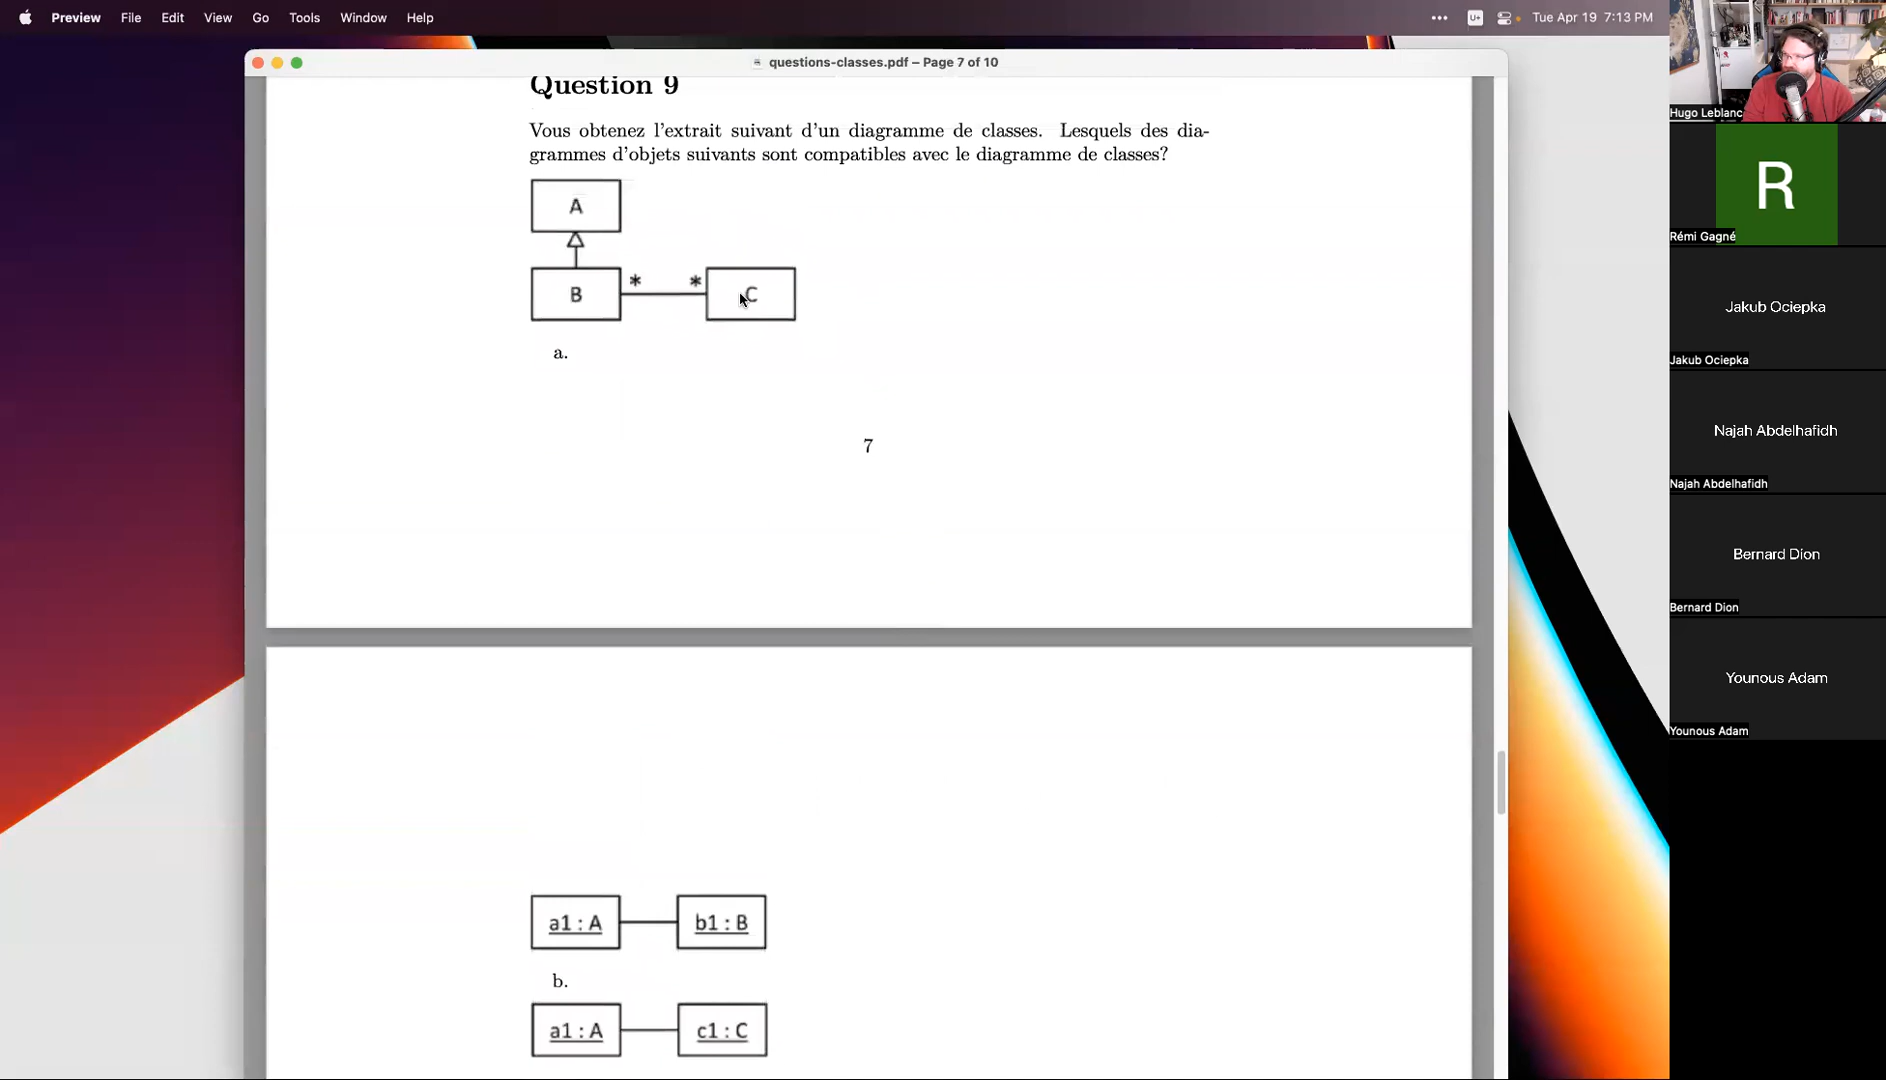 Preview File Edit View Go Tools Window Help
Tue Apr 19 7:13 PM
questions-classes.pdf – Page 7 of 10
Question 9
Vous obtenez l'extrait suivant d'un diagramme de classes. Lesquels des dia-
grammes d'objets suivants sont compatibles avec le diagramme de classes?
A
B * * C
a.
7
a1 : A b1 : B
b.
a1 : A c1 : C
Hugo Leblanc
R
Rémi Gagné
Jakub Ociepka
Jakub Ociepka
Najah Abdelhafidh
Najah Abdelhafidh
Bernard Dion
Bernard Dion
Younous Adam
Younous Adam